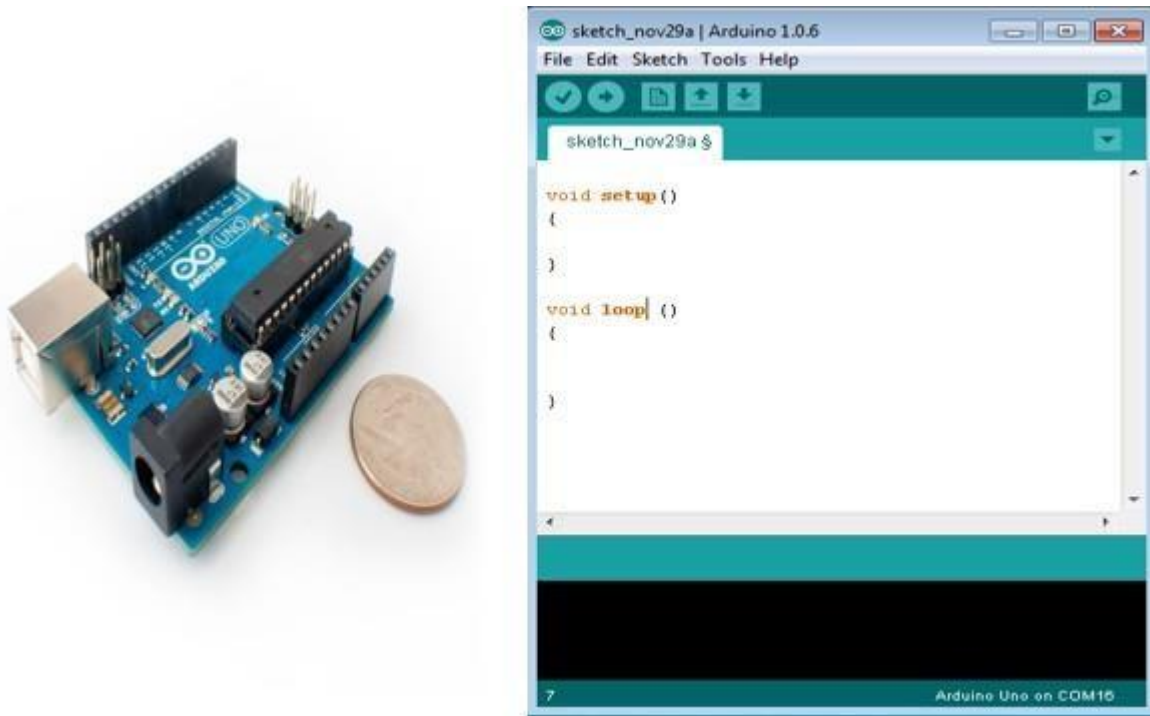 UNO
ARDUINO
sketch_nov29a | Arduino 1.0.6
File Edit Sketch Tools Help
sketch_nov29a §
void setup()
{
}
void loop ()
{
}
7
Arduino Uno on COM16